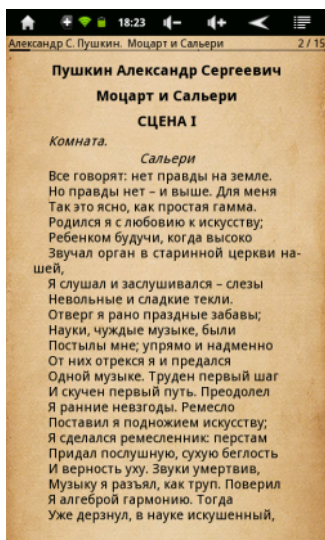 18:23
Александр С. Пушкин. Моцарт и Сальери 2 / 15
Пушкин Александр Сергеевич
Моцарт и Сальери
СЦЕНА I
Комната.
Сальери
Все говорят: нет правды на земле.
Но правды нет – и выше. Для меня
Так это ясно, как простая гамма.
Родился я с любовию к искусству;
Ребенком будучи, когда высоко
Звучал орган в старинной церкви на-
шей,
Я слушал и заслушивался – слезы
Невольные и сладкие текли.
Отверг я рано праздные забавы;
Науки, чуждые музыке, были
Постылы мне; упрямо и надменно
От них отрекся я и предался
Одной музыке. Труден первый шаг
И скучен первый путь. Преодолел
Я ранние невзгоды. Ремесло
Поставил я подножием искусству;
Я сделался ремесленник: перстам
Придал послушную, сухую беглость
И верность уху. Звуки умертвив,
Музыку я разъял, как труп. Поверил
Я алгеброй гармонию. Тогда
Уже дерзнул, в науке искушенный,